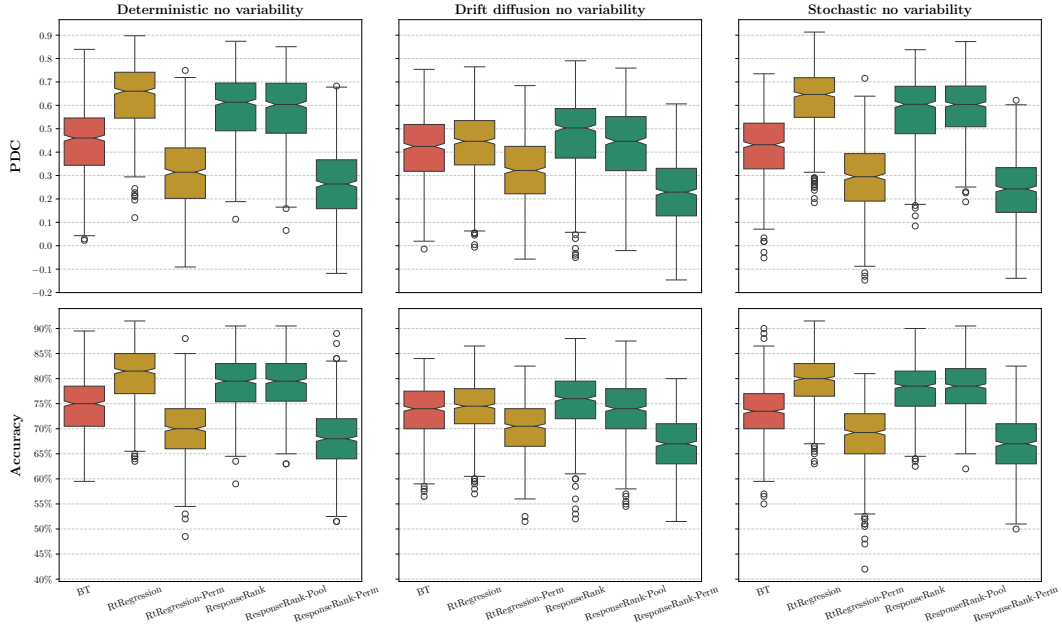 Deterministic no variability
Drift diffusion no variability
Stochastic no variability
PDC
0.9
0.8
0.7
0.6
0.5
0.4
0.3
0.2
0.1
0.0
−0.1
−0.2
Accuracy
90%
85%
80%
75%
70%
65%
60%
55%
50%
45%
40%
BT
RtRegression
RtRegression-Perm
ResponseRank
ResponseRank-Pool
ResponseRank-Perm
BT
RtRegression
RtRegression-Perm
ResponseRank
ResponseRank-Pool
ResponseRank-Perm
BT
RtRegression
RtRegression-Perm
ResponseRank
ResponseRank-Pool
ResponseRank-Perm